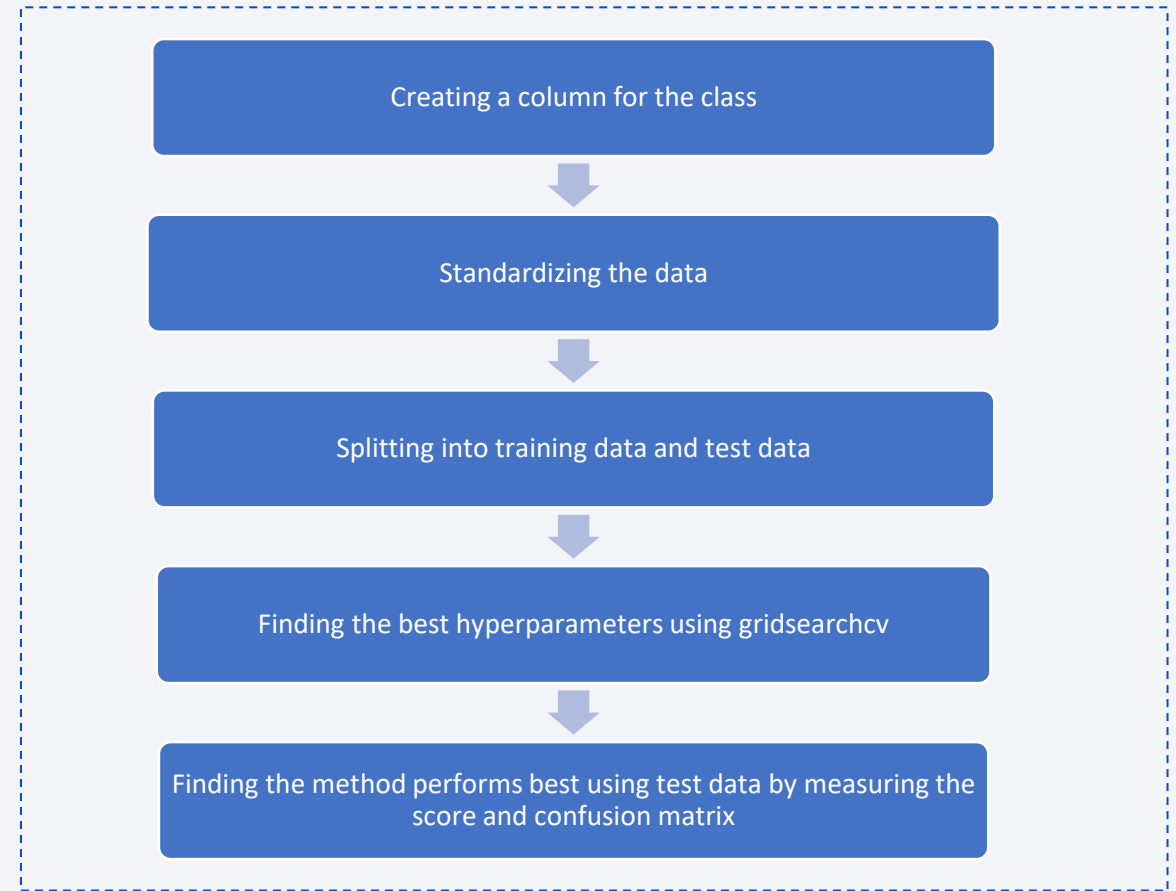 Creating a column for the class
Standardizing the data
Splitting into training data and test data
Finding the best hyperparameters using gridsearchcv
Finding the method performs best using test data by measuring the
score and confusion matrix